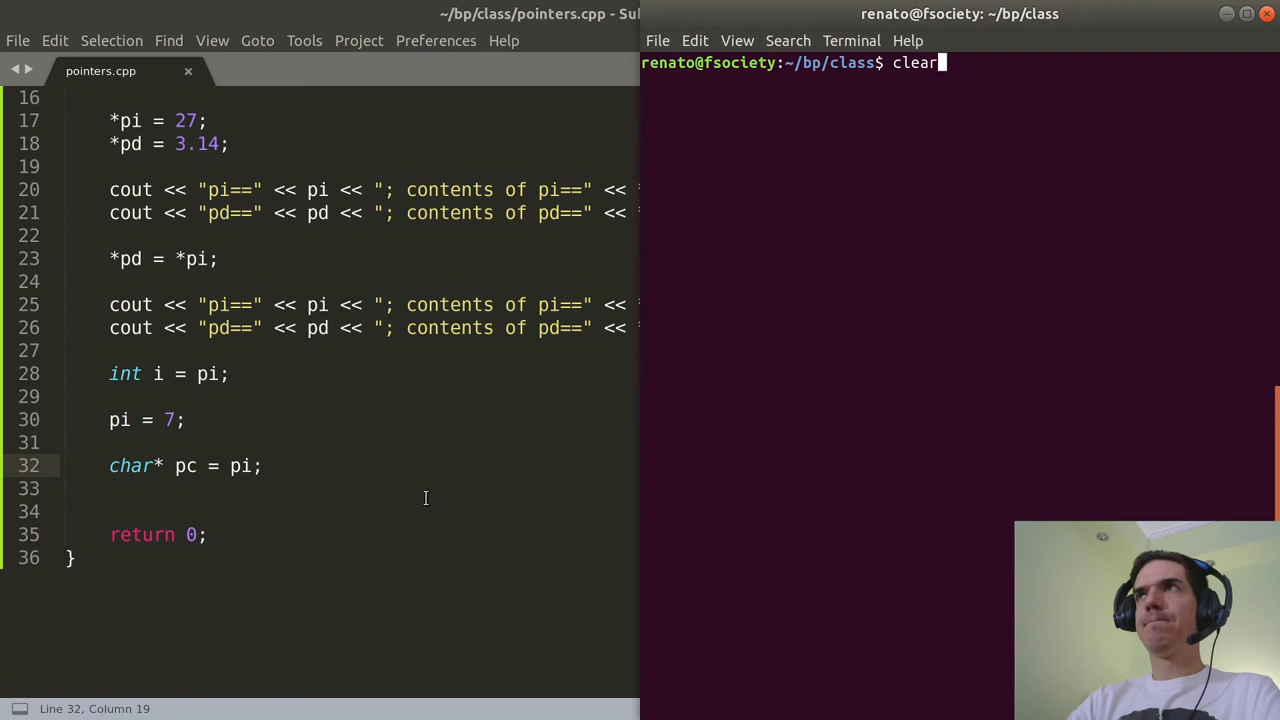 ~/bp/class/pointers.cpp - Sul
File Edit Selection Find View Goto Tools Project Preferences Help
pointers.cpp ×
16
17 *pi = 27;
18 *pd = 3.14;
19
20 cout << "pi==" << pi << "; contents of pi==" << *
21 cout << "pd==" << pd << "; contents of pd==" << *
22
23 *pd = *pi;
24
25 cout << "pi==" << pi << "; contents of pi==" << *
26 cout << "pd==" << pd << "; contents of pd==" << *
27
28 int i = pi;
29
30 pi = 7;
31
32 char* pc = pi;
33
34
35 return 0;
36 }
Line 32, Column 19
renato@fsociety: ~/bp/class
File Edit View Search Terminal Help
renato@fsociety:~/bp/class$ clear